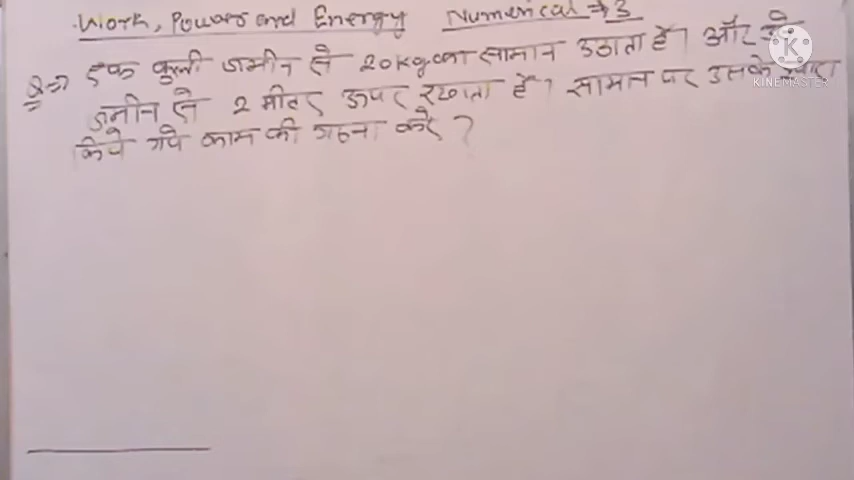 Work, Power and Energy Numerical → 3
Q⇒ एक कुली जमीन से 20kg का सामान उठाता है। और उसे
जमीन से 2 मीटर ऊपर रखता है। सामान पर उसके द्वारा
किये गये काम की गणना करे ?
KINEMASTER